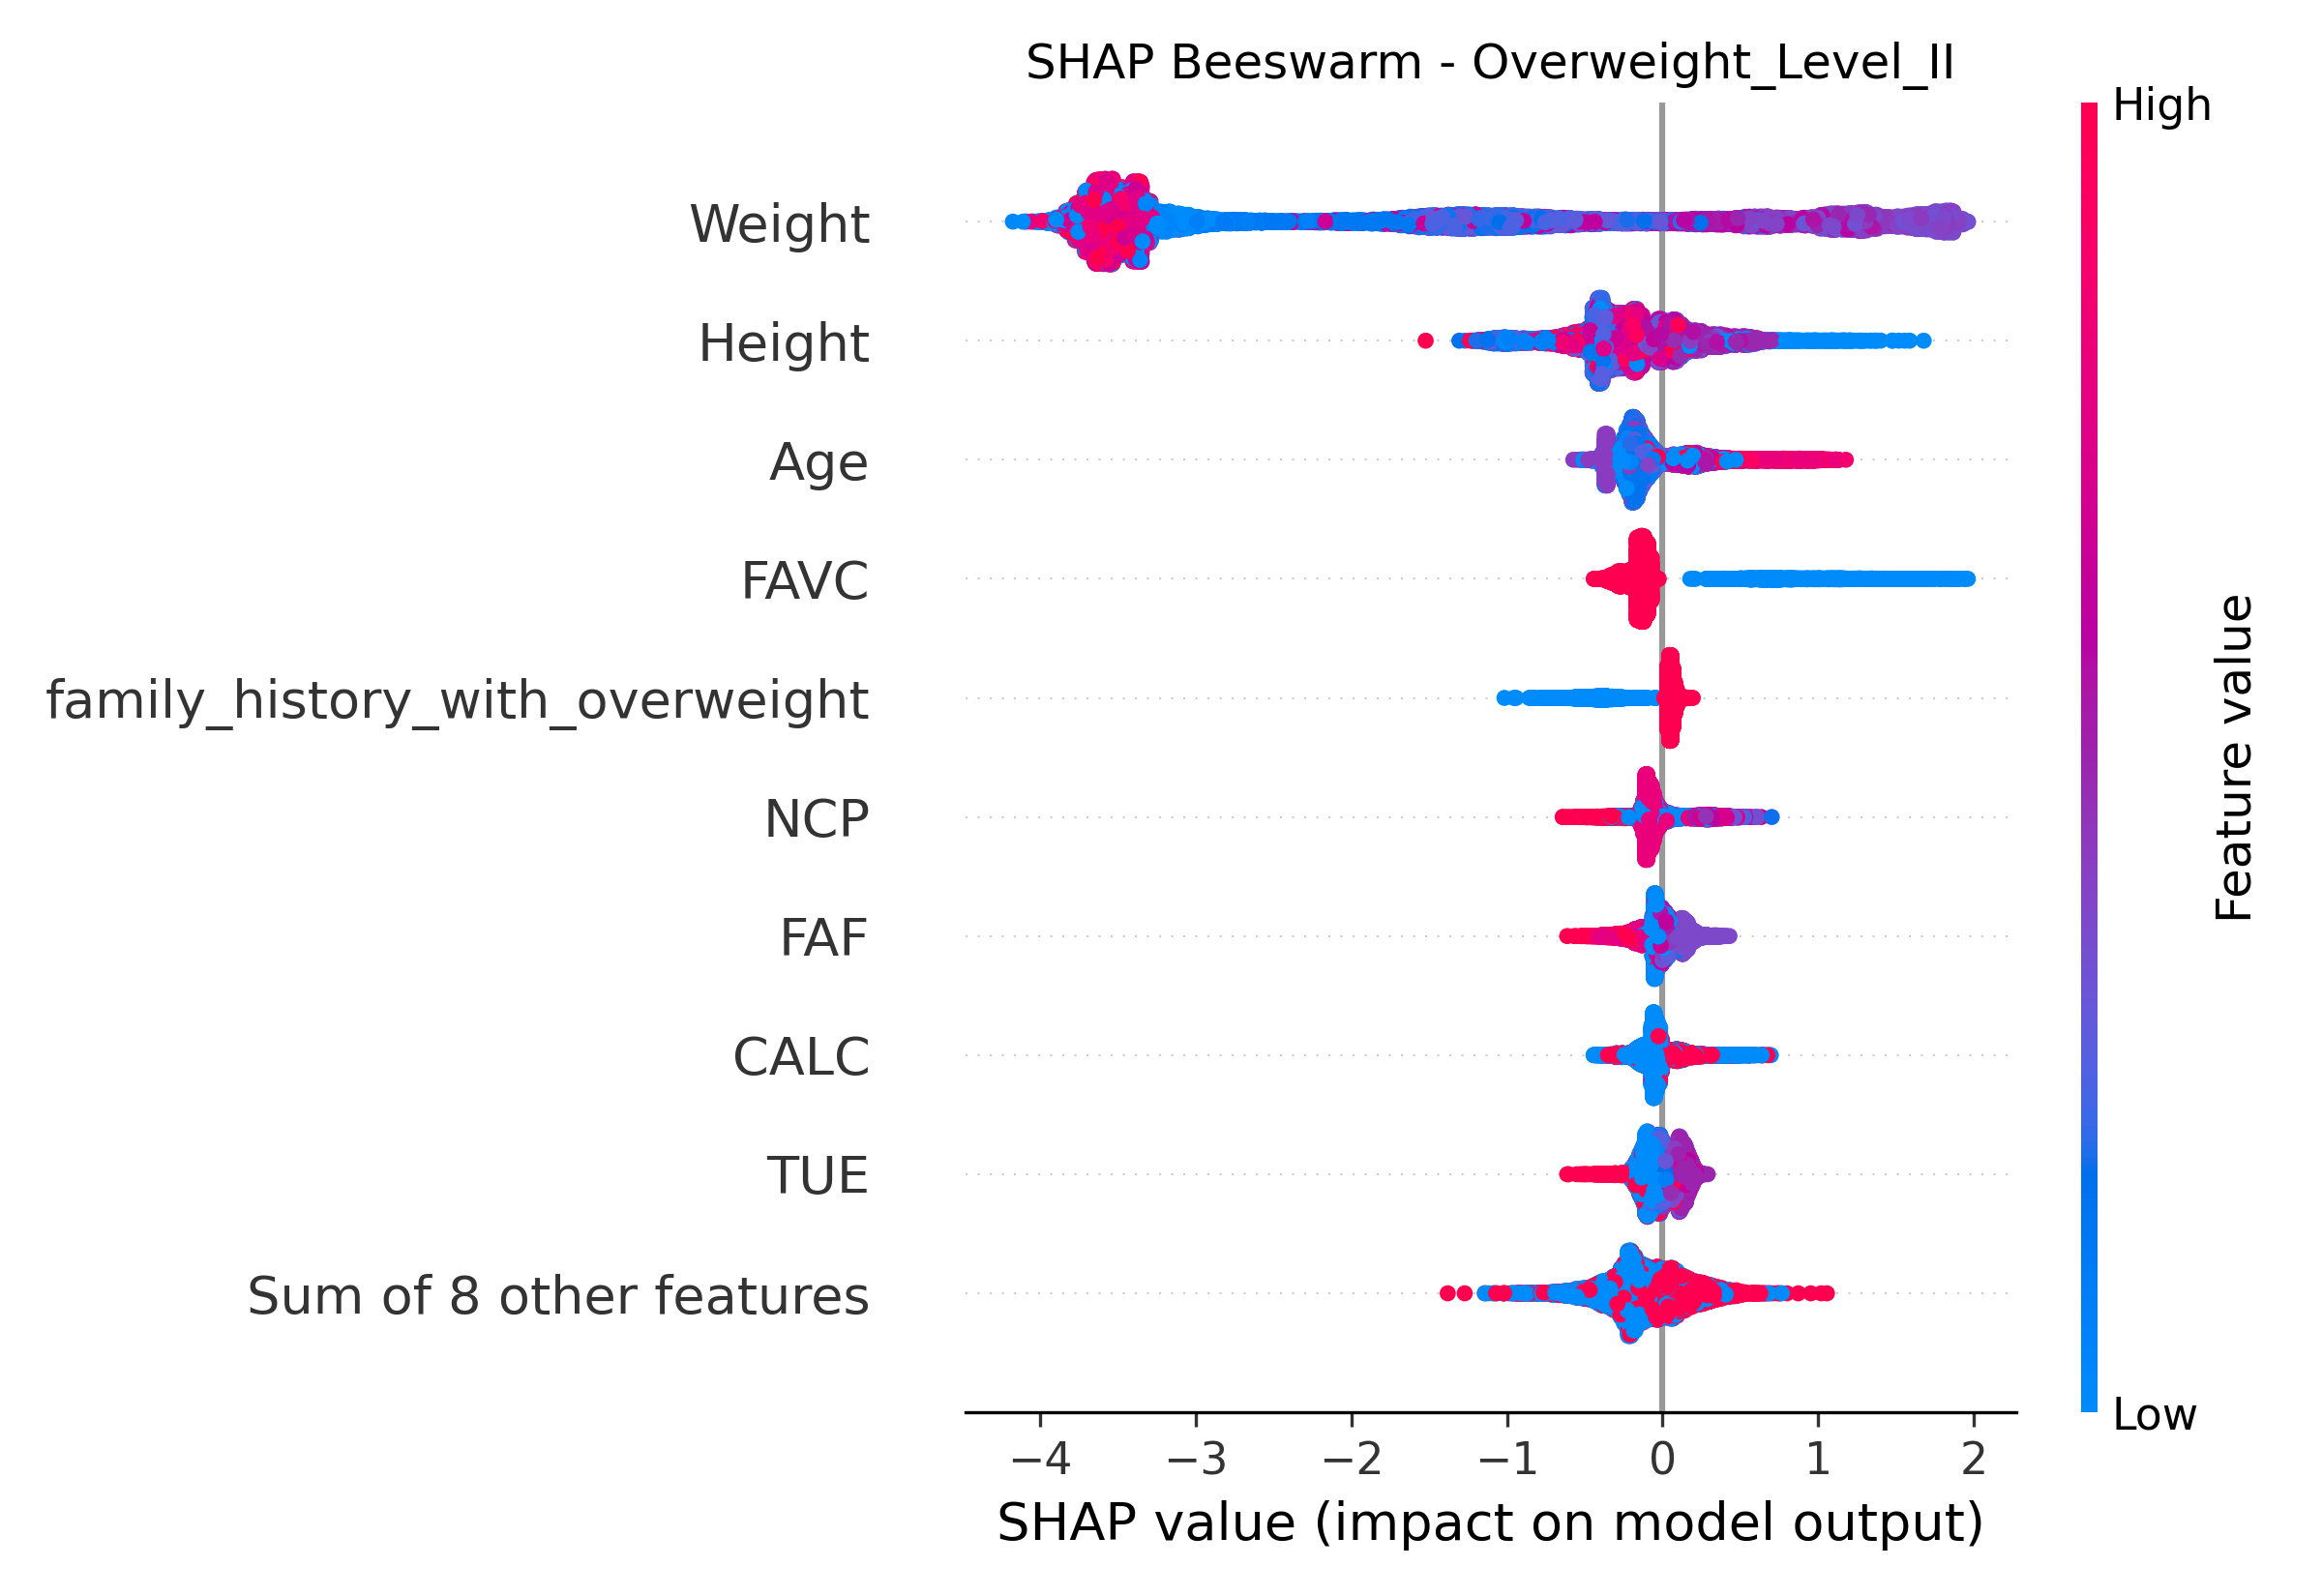 SHAP Beeswarm - Overweight_Level_II
High
Weight
Height
Age
FAVC
family_history_with_overweight
NCP
FAF
CALC
TUE
Sum of 8 other features
Feature value
Low
−4 −3 −2 −1 0 1 2
SHAP value (impact on model output)